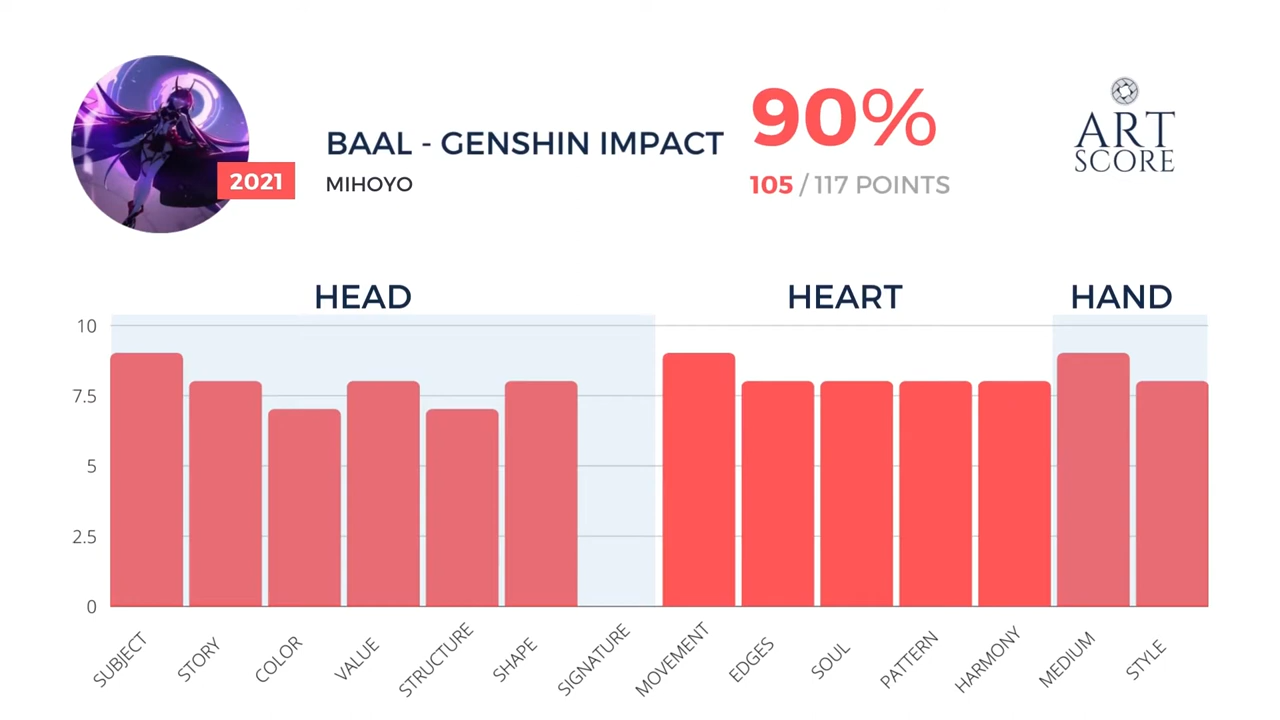 2021
BAAL - GENSHIN IMPACT
MIHOYO
90%
105 / 117 POINTS
ART
SCORE
HEAD
HEART
HAND
10
7.5
5
2.5
0
SUBJECT
STORY
COLOR
VALUE
STRUCTURE
SHAPE
SIGNATURE
MOVEMENT
EDGES
SOUL
PATTERN
HARMONY
MEDIUM
STYLE